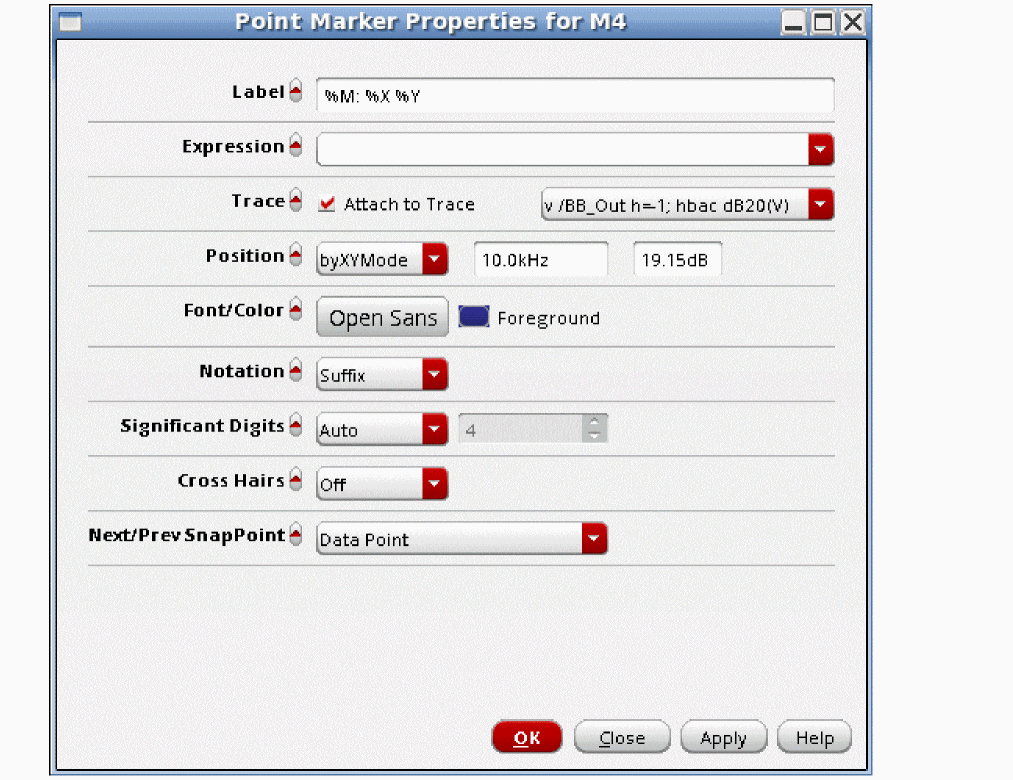 Point Marker Properties for M4
Label %M: %X %Y
Expression
Trace Attach to Trace v /BB_Out h=-1; hbac dB20(V)
Position byXYMode 10.0kHz 19.15dB
Font/Color Open Sans Foreground
Notation Suffix
Significant Digits Auto 4
Cross Hairs Off
Next/Prev SnapPoint Data Point
OK Close Apply Help